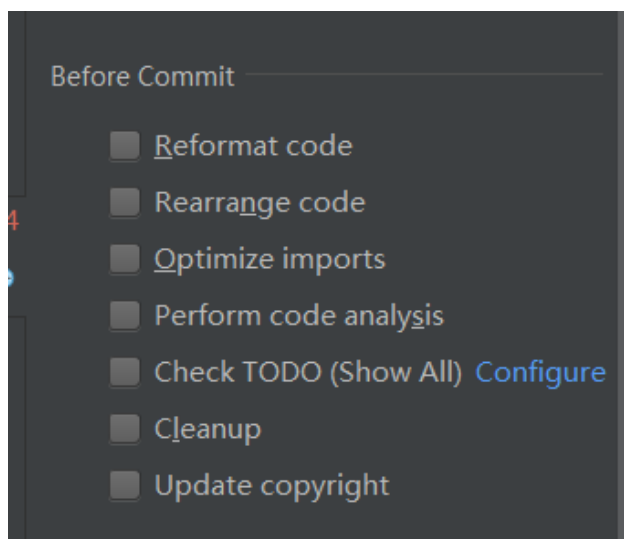 Before Commit
Reformat code
Rearrange code
4
Optimize imports
Perform code analysis
Check TODO (Show All) Configure
Cleanup
Update copyright